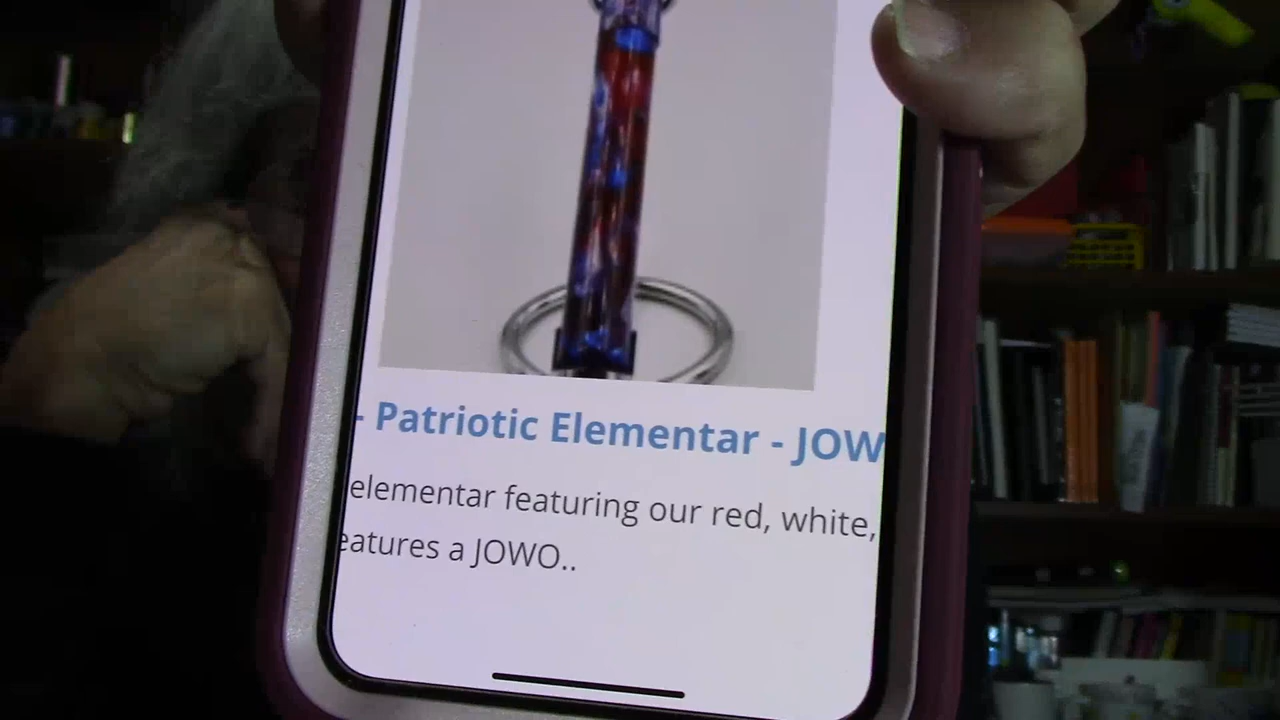 - Patriotic Elementar - JOW
elementar featuring our red, white,
eatures a JOWO..